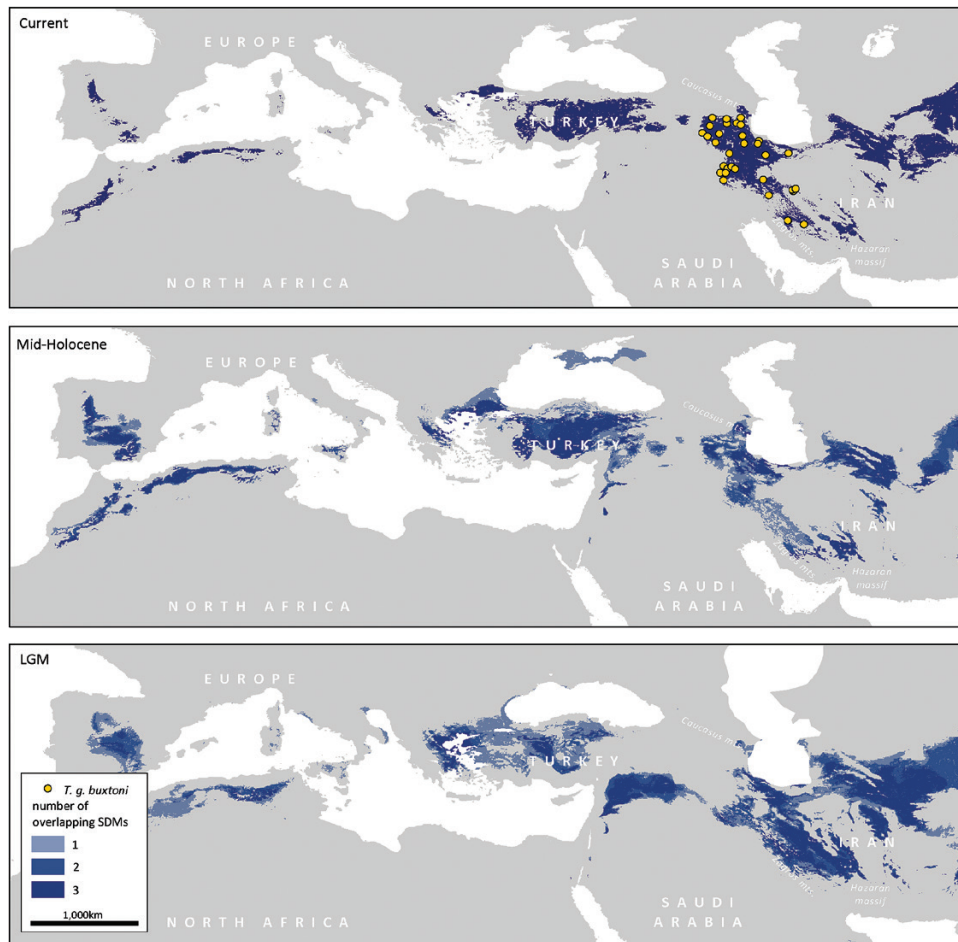 Current
EUROPE
Caucasus mts.
TURKEY
IRAN
Zagros mts.
Hazaran
massif
SAUDI
ARABIA
NORTH AFRICA
Mid-Holocene
EUROPE
Caucasus mts.
TURKEY
IRAN
Zagros mts.
Hazaran
massif
SAUDI
ARABIA
NORTH AFRICA
LGM
EUROPE
Caucasus mts.
TURKEY
IRAN
Zagros mts.
Hazaran
massif
SAUDI
ARABIA
NORTH AFRICA
T. g. buxtoni
number of
overlapping SDMs
1
2
3
1,000km